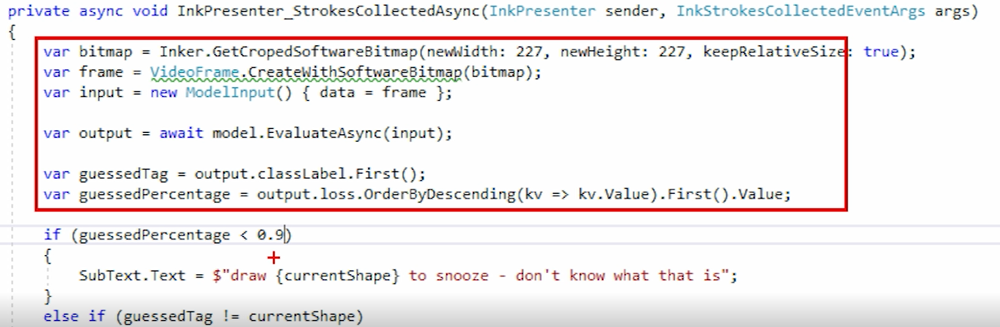 private async void InkPresenter_StrokesCollectedAsync(InkPresenter sender, InkStrokesCollectedEventArgs args)
{
var bitmap = Inker.GetCropedSoftwareBitmap(newWidth: 227, newHeight: 227, keepRelativeSize: true);
var frame = VideoFrame.CreateWithSoftwareBitmap(bitmap);
var input = new ModelInput() { data = frame };
var output = await model.EvaluateAsync(input);
var guessedTag = output.classLabel.First();
var guessedPercentage = output.loss.OrderByDescending(kv => kv.Value).First().Value;
if (guessedPercentage < 0.9)
{
SubText.Text = $"draw {currentShape} to snooze - don't know what that is";
}
else if (guessedTag != currentShape)